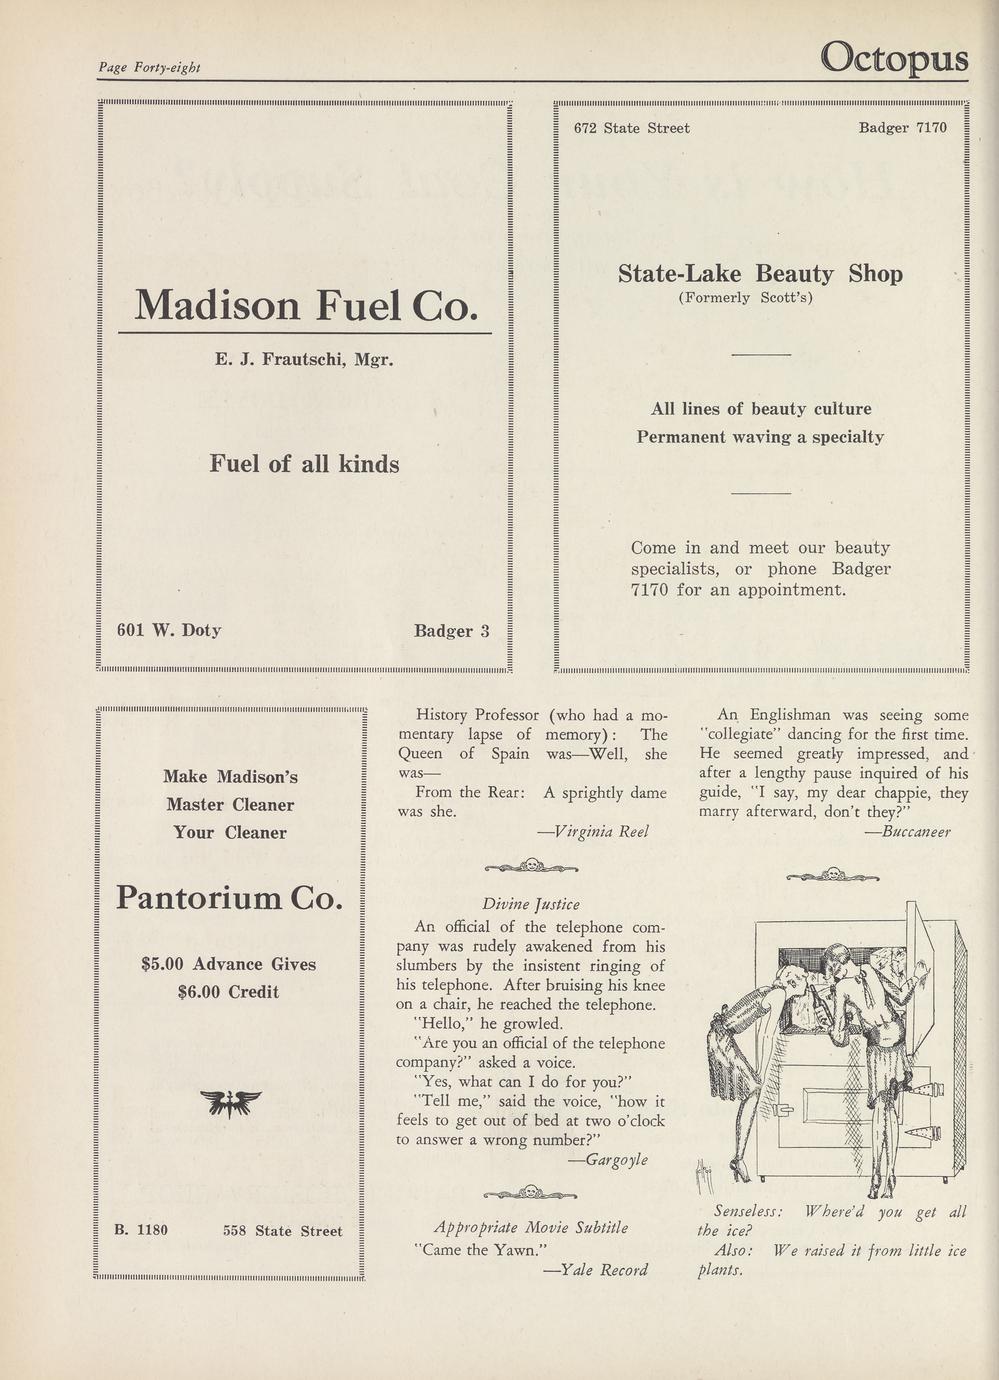 Page Forty-eight
Octopus
Madison Fuel Co.
E. J. Frautschi, Mgr.
Fuel of all kinds
601 W. Doty Badger 3
672 State Street Badger 7170
State-Lake Beauty Shop
(Formerly Scott's)
All lines of beauty culture
Permanent waving a specialty
Come in and meet our beauty
specialists, or phone Badger
7170 for an appointment.
Make Madison's
Master Cleaner
Your Cleaner
Pantorium Co.
$5.00 Advance Gives
$6.00 Credit
B. 1180 558 State Street
History Professor (who had a mo-
mentary lapse of memory): The
Queen of Spain was—Well, she
was—
From the Rear: A sprightly dame
was she.
—Virginia Reel
Divine Justice
An official of the telephone com-
pany was rudely awakened from his
slumbers by the insistent ringing of
his telephone. After bruising his knee
on a chair, he reached the telephone.
"Hello," he growled.
"Are you an official of the telephone
company?" asked a voice.
"Yes, what can I do for you?"
"Tell me," said the voice, "how it
feels to get out of bed at two o'clock
to answer a wrong number?"
—Gargoyle
Appropriate Movie Subtitle
"Came the Yawn."
—Yale Record
An Englishman was seeing some
"collegiate" dancing for the first time.
He seemed greatly impressed, and
after a lengthy pause inquired of his
guide, "I say, my dear chappie, they
marry afterward, don't they?"
—Buccaneer
Senseless: Where'd you get all
the ice?
Also: We raised it from little ice
plants.